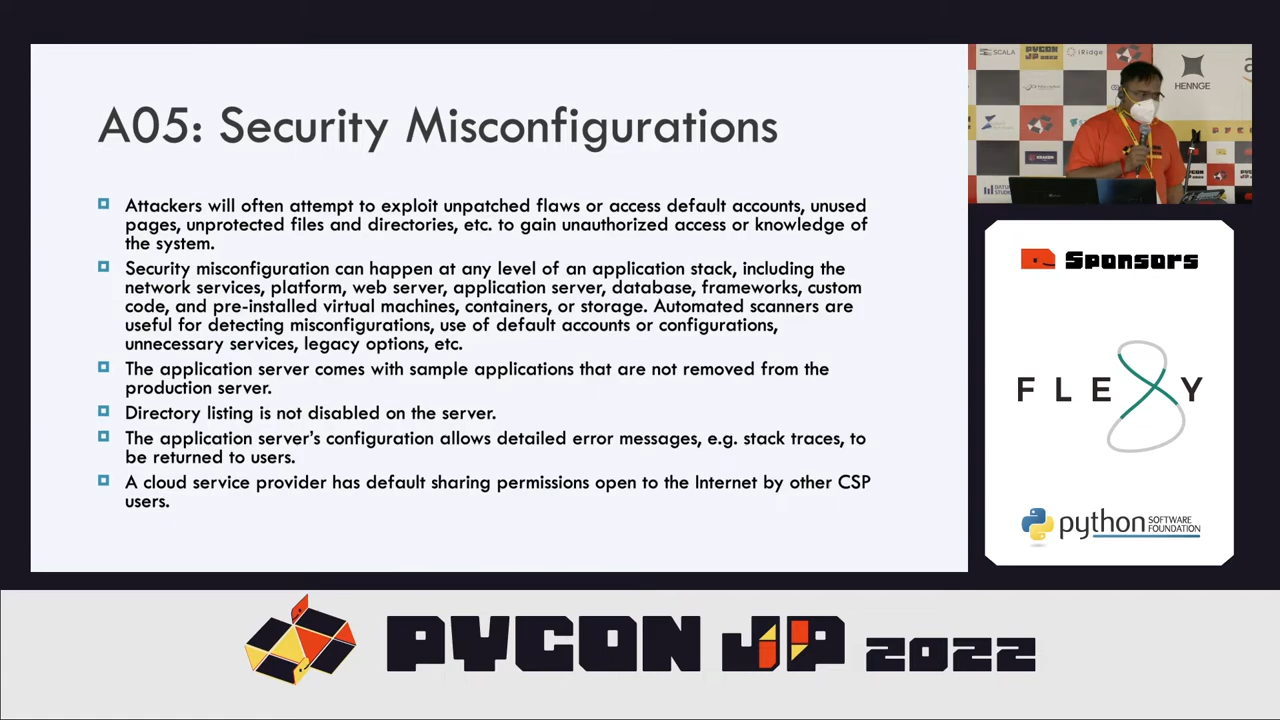 A05: Security Misconfigurations
Attackers will often attempt to exploit unpatched flaws or access default accounts, unused
pages, unprotected files and directories, etc. to gain unauthorized access or knowledge of
the system.
Security misconfiguration can happen at any level of an application stack, including the
network services, platform, web server, application server, database, frameworks, custom
code, and pre-installed virtual machines, containers, or storage. Automated scanners are
useful for detecting misconfigurations, use of default accounts or configurations,
unnecessary services, legacy options, etc.
The application server comes with sample applications that are not removed from the
production server.
Directory listing is not disabled on the server.
The application server's configuration allows detailed error messages, e.g. stack traces, to
be returned to users.
A cloud service provider has default sharing permissions open to the Internet by other CSP
users.
SCALA
PYCON JP 2022
iRidge
HENNGE
Sponsors
FLEXY
python
SOFTWARE
FOUNDATION
PYCON JP 2022